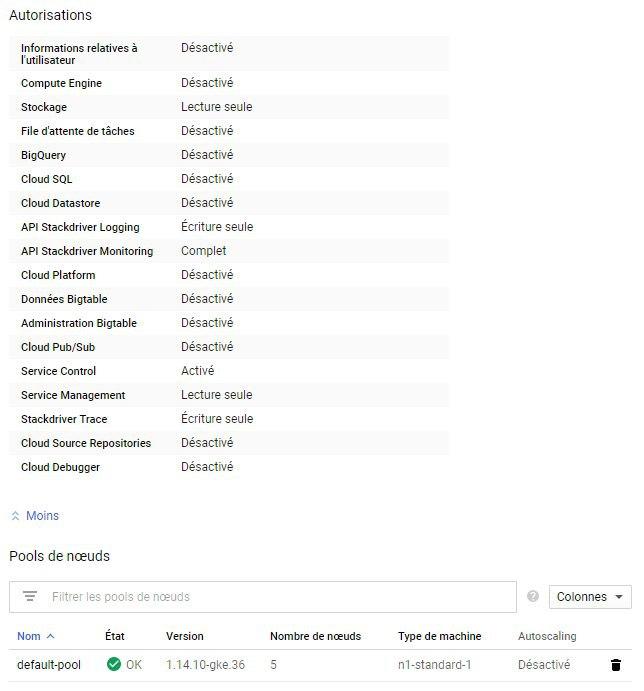 Autorisations
Informations relatives à Désactivé
l'utilisateur
Compute Engine Désactivé
Stockage Lecture seule
File d'attente de tâches Désactivé
BigQuery Désactivé
Cloud SQL Désactivé
Cloud Datastore Désactivé
API Stackdriver Logging Écriture seule
API Stackdriver Monitoring Complet
Cloud Platform Désactivé
Données Bigtable Désactivé
Administration Bigtable Désactivé
Cloud Pub/Sub Désactivé
Service Control Activé
Service Management Lecture seule
Stackdriver Trace Écriture seule
Cloud Source Repositories Désactivé
Cloud Debugger Désactivé
Moins
Pools de nœuds
Filtrer les pools de nœuds Colonnes
Nom État Version Nombre de nœuds Type de machine Autoscaling
default-pool OK 1.14.10-gke.36 5 n1-standard-1 Désactivé